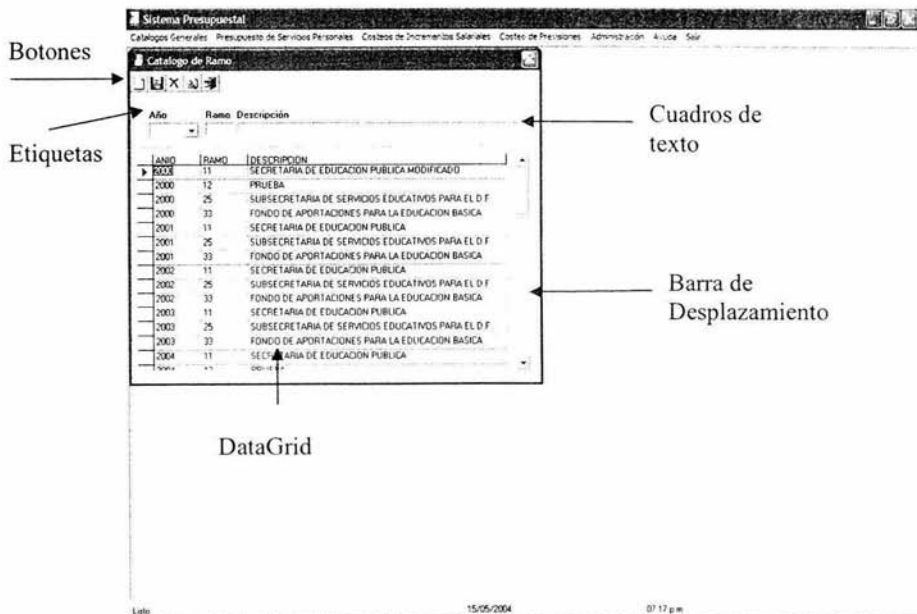 Sistema Presupuestal
Catalogos Generales Presupuesto de Servicios Personales Costeos de Incrementos Salariales Costeo de Previsiones Administración Ayuda Salir
Botones
Catalogo de Ramo
Año Ramo Descripción
Cuadros de
texto
Etiquetas
ANIO RAMO DESCRIPCION
2000 11 SECRETARIA DE EDUCACION PUBLICA MODIFICADO
2000 12 PRUEBA
2000 25 SUBSECRETARIA DE SERVICIOS EDUCATIVOS PARA EL D.F.
2000 33 FONDO DE APORTACIONES PARA LA EDUCACION BASICA
2001 11 SECRETARIA DE EDUCACION PUBLICA
2001 25 SUBSECRETARIA DE SERVICIOS EDUCATIVOS PARA EL D.F.
2001 33 FONDO DE APORTACIONES PARA LA EDUCACION BASICA
2002 11 SECRETARIA DE EDUCACION PUBLICA
2002 25 SUBSECRETARIA DE SERVICIOS EDUCATIVOS PARA EL D.F.
2002 33 FONDO DE APORTACIONES PARA LA EDUCACION BASICA
2003 11 SECRETARIA DE EDUCACION PUBLICA
2003 25 SUBSECRETARIA DE SERVICIOS EDUCATIVOS PARA EL D.F.
2003 33 FONDO DE APORTACIONES PARA LA EDUCACION BASICA
2004 11 SECRETARIA DE EDUCACION PUBLICA
Barra de
Desplazamiento
DataGrid
15/05/2004 07:17 p.m.